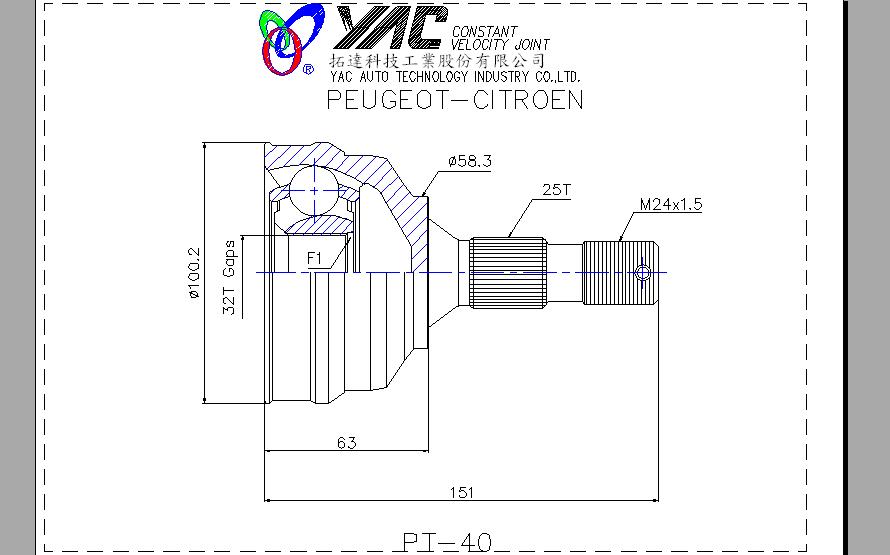 YAC CONSTANT
VELOCITY JOINT
拓達科技工業股份有限公司
YAC AUTO TECHNOLOGY INDUSTRY CO.,LTD.
®
PEUGEOT-CITROEN
ø58.3
25T
M24x1.5
ø100.2
32T Gaps
F1
63
151
PT-40